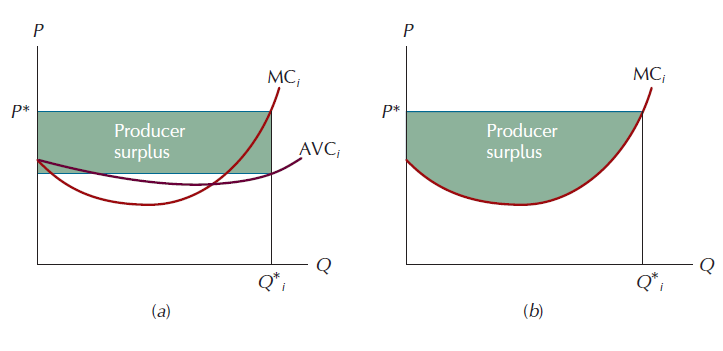 P
MCᵢ
P*
Producer
surplus
AVCᵢ
Q
Q*ᵢ
(a)
P
MCᵢ
P*
Producer
surplus
Q
Q*ᵢ
(b)